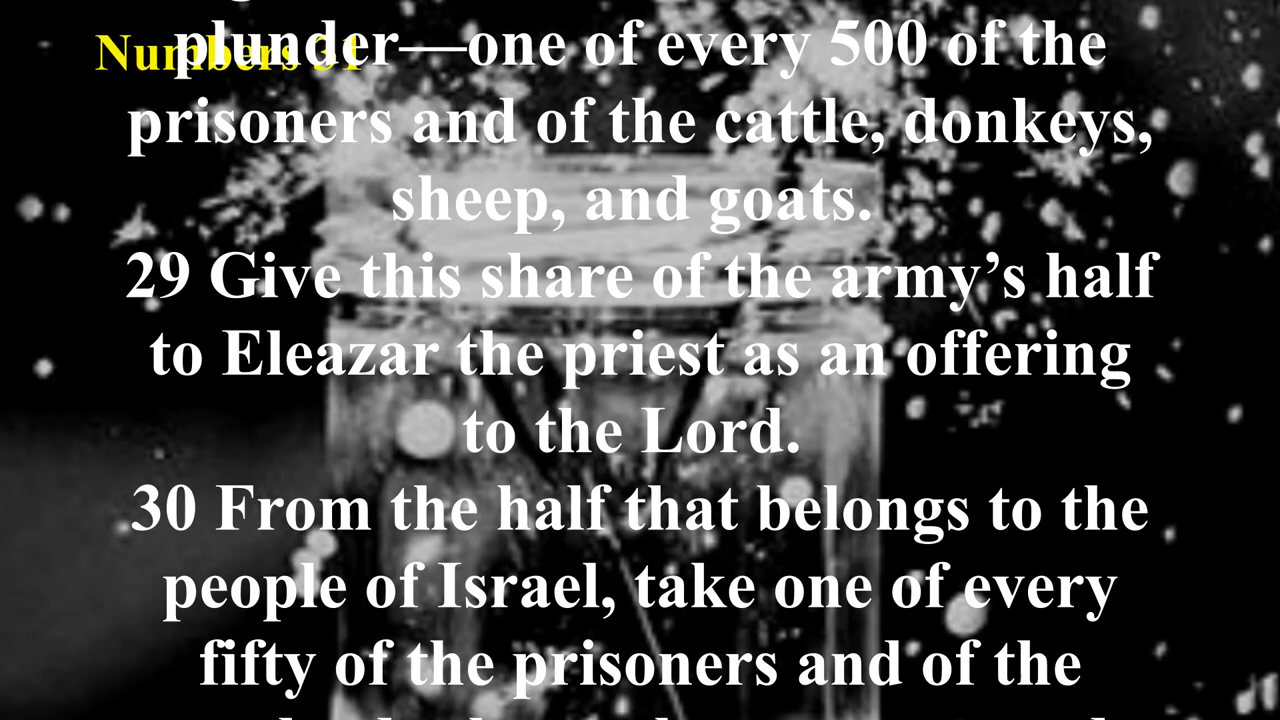 Numbers 31
plunder—one of every 500 of the
prisoners and of the cattle, donkeys,
sheep, and goats.
29 Give this share of the army’s half
to Eleazar the priest as an offering
to the Lord.
30 From the half that belongs to the
people of Israel, take one of every
fifty of the prisoners and of the